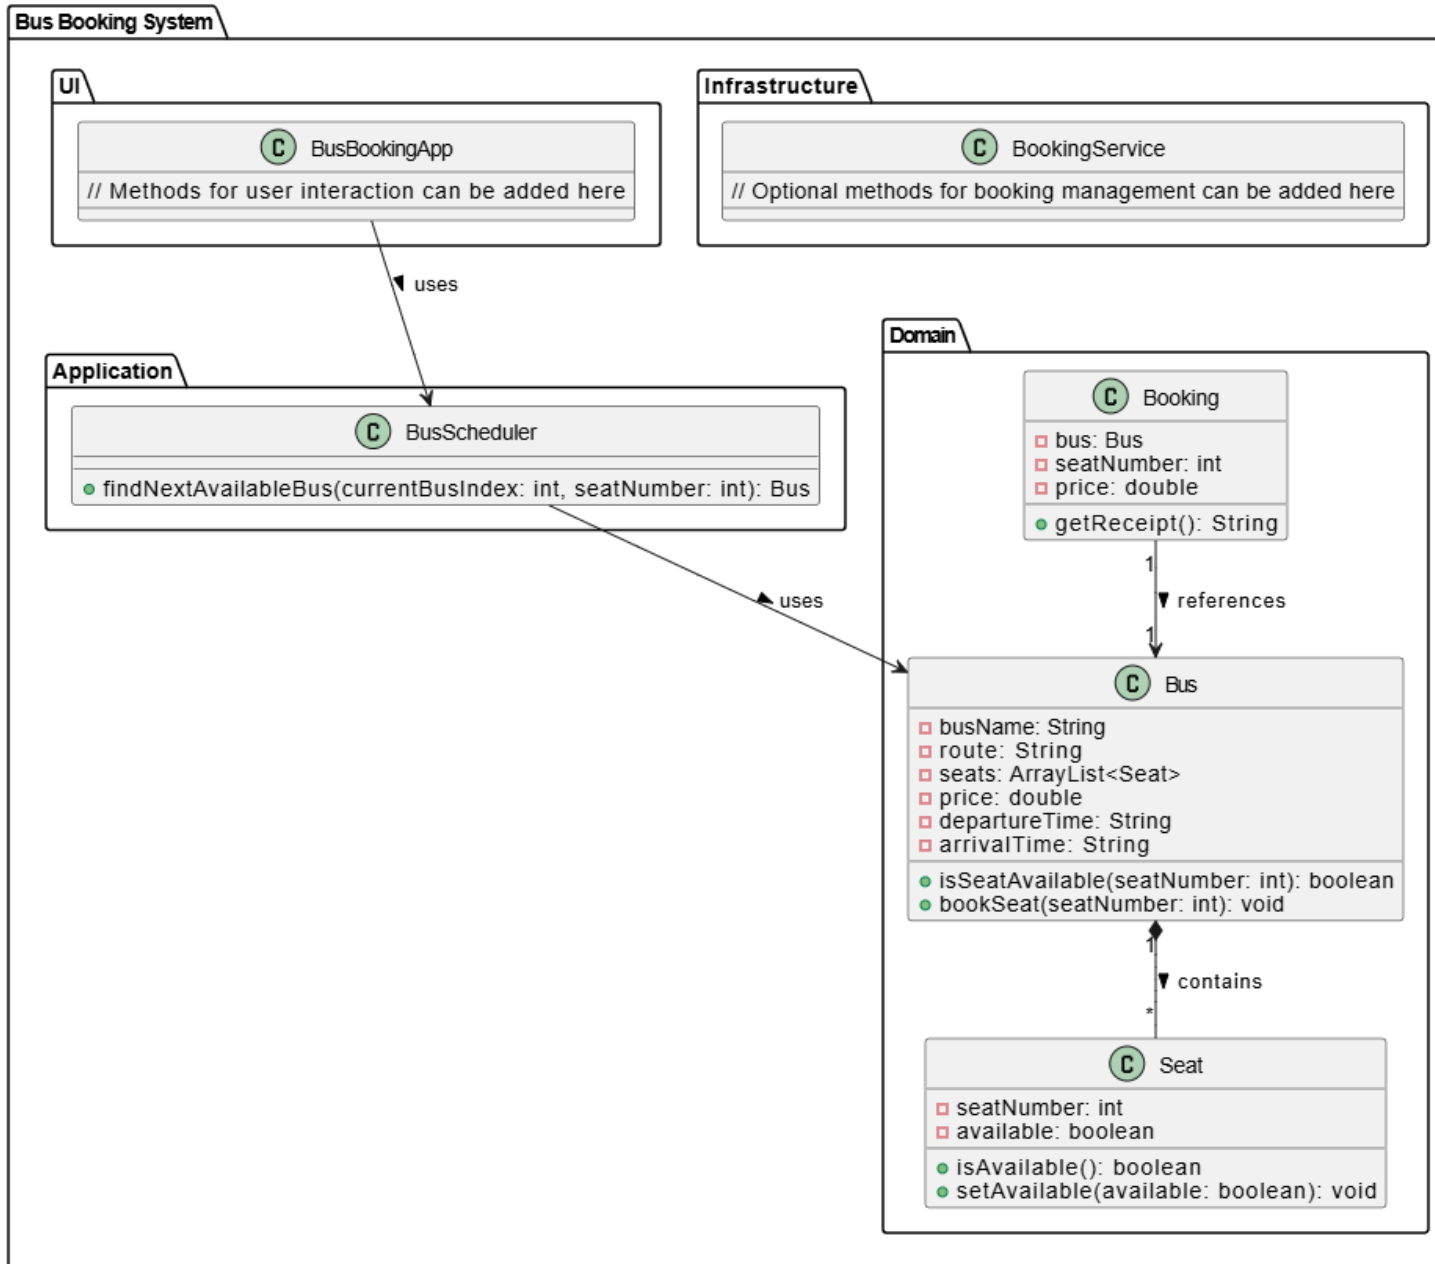 Bus Booking System
UI
C BusBookingApp
// Methods for user interaction can be added here
Infrastructure
C BookingService
// Optional methods for booking management can be added here
uses
Application
C BusScheduler
findNextAvailableBus(currentBusIndex: int, seatNumber: int): Bus
uses
Domain
C Booking
bus: Bus
seatNumber: int
price: double
getReceipt(): String
1
references
1
C Bus
busName: String
route: String
seats: ArrayList<Seat>
price: double
departureTime: String
arrivalTime: String
isSeatAvailable(seatNumber: int): boolean
bookSeat(seatNumber: int): void
1
contains
*
C Seat
seatNumber: int
available: boolean
isAvailable(): boolean
setAvailable(available: boolean): void